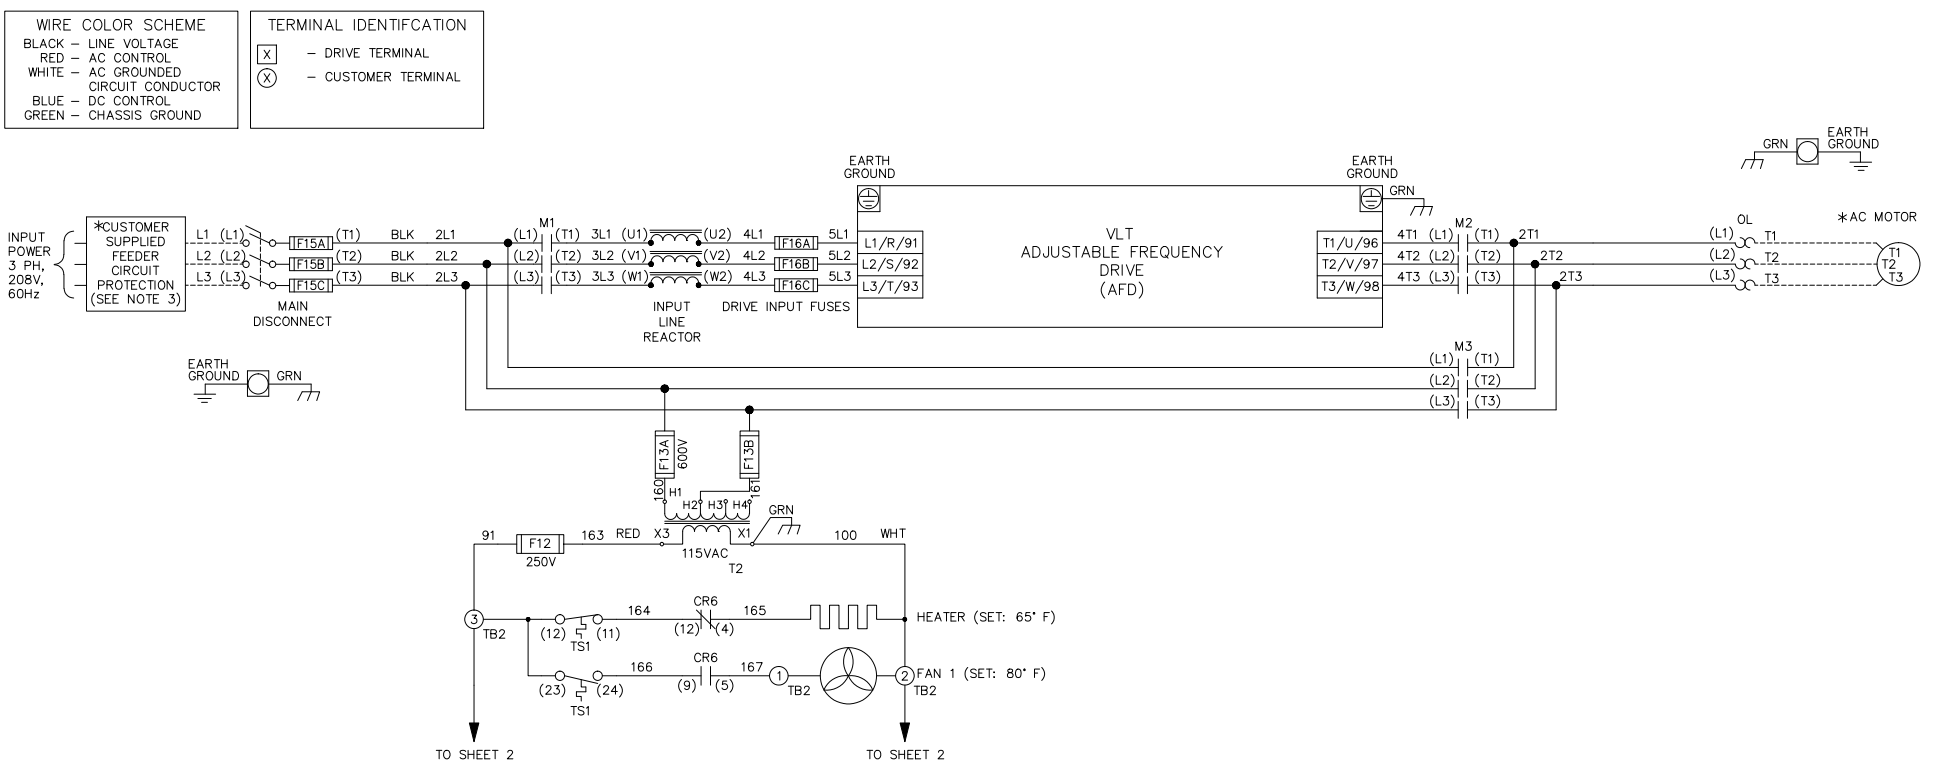 WIRE COLOR SCHEME
BLACK – LINE VOLTAGE
RED – AC CONTROL
WHITE – AC GROUNDED
CIRCUIT CONDUCTOR
BLUE – DC CONTROL
GREEN – CHASSIS GROUND
TERMINAL IDENTIFCATION
X – DRIVE TERMINAL
X – CUSTOMER TERMINAL
GRN
EARTH
GROUND
EARTH
GROUND
EARTH
GROUND
GRN
INPUT
POWER
3 PH,
208V,
60Hz
*CUSTOMER
SUPPLIED
FEEDER
CIRCUIT
PROTECTION
(SEE NOTE 3)
L1 (L1) F15A (T1) BLK 2L1 (L1) M1 (T1) 3L1 (U1) (U2) 4L1 F16A 5L1 L1/R/91
L2 (L2) F15B (T2) BLK 2L2 (L2) (T2) 3L2 (V1) (V2) 4L2 F16B 5L2 L2/S/92
L3 (L3) F15C (T3) BLK 2L3 (L3) (T3) 3L3 (W1) (W2) 4L3 F16C 5L3 L3/T/93
MAIN
DISCONNECT
INPUT
LINE
REACTOR
DRIVE INPUT FUSES
VLT
ADJUSTABLE FREQUENCY
DRIVE
(AFD)
T1/U/96 4T1 (L1) M2 (T1) 2T1 (L1) OL T1
T2/V/97 4T2 (L2) (T2) 2T2 (L2) T2
T3/W/98 4T3 (L3) (T3) 2T3 (L3) T3
*AC MOTOR
T1
T2
T3
M3
(L1) (T1)
(L2) (T2)
(L3) (T3)
EARTH
GROUND
GRN
F13A
600V
F13B
160
161
H1
H2 H3 H4
GRN
91 F12 163 RED X3 X1 100 WHT
250V
115VAC
T2
3
TB2
(12) (11)
TS1
164
CR6
(12) (4)
165
HEATER (SET: 65° F)
(23) (24)
TS1
166
CR6
(9) (5)
167
1
TB2
2
TB2
FAN 1 (SET: 80° F)
TO SHEET 2
TO SHEET 2